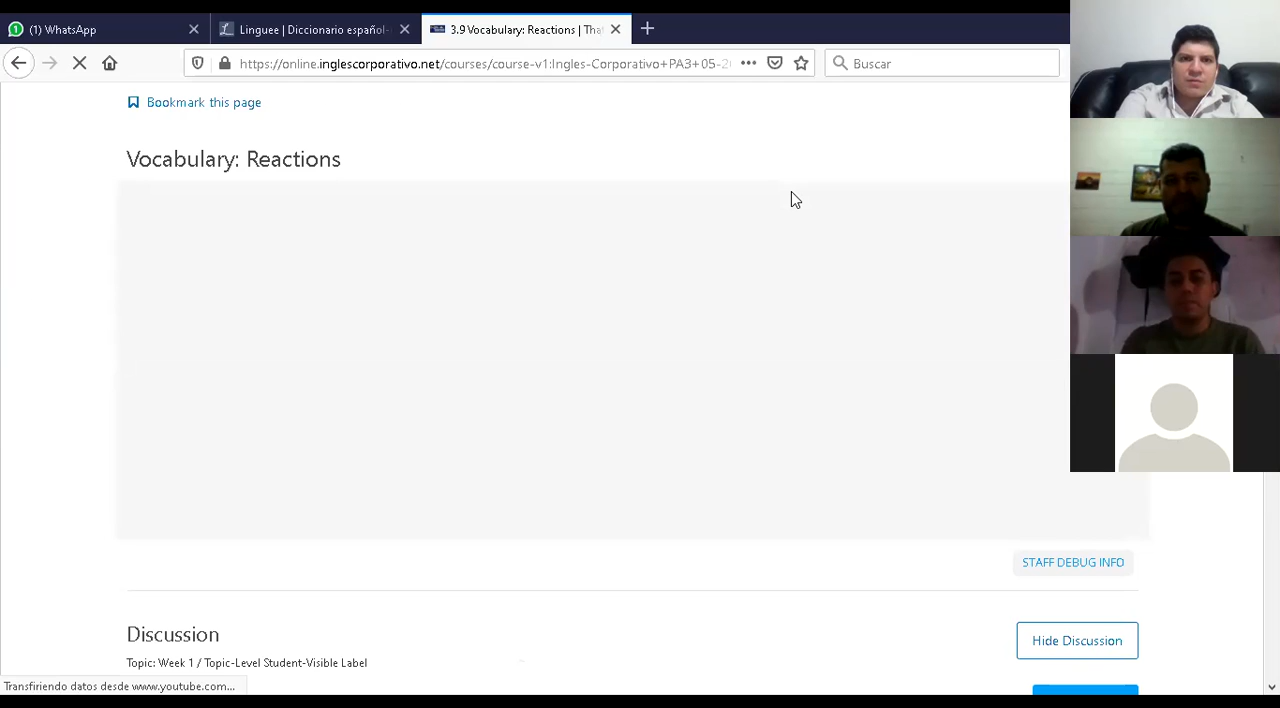 (1) WhatsApp
Linguee | Diccionario español-
3.9 Vocabulary: Reactions | Tha
https://online.inglescorporativo.net/courses/course-v1:Ingles-Corporativo+PA3+05-2
Buscar
Bookmark this page
Vocabulary: Reactions
STAFF DEBUG INFO
Discussion
Hide Discussion
Topic: Week 1 / Topic-Level Student-Visible Label
Transfiriendo datos desde www.youtube.com...